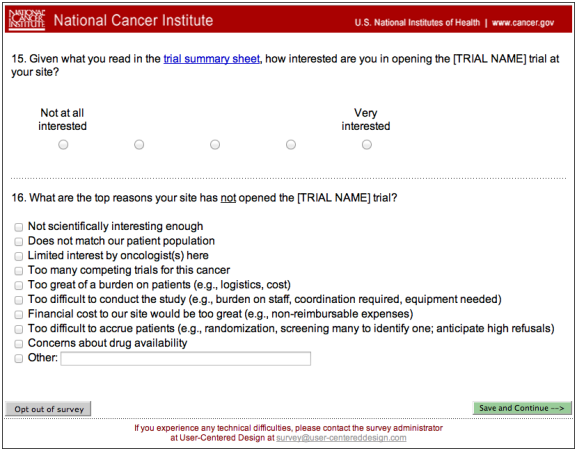 NATIONAL
CANCER
INSTITUTE
National Cancer Institute
U.S. National Institutes of Health | www.cancer.gov
15. Given what you read in the trial summary sheet, how interested are you in opening the [TRIAL NAME] trial at
your site?
Not at all
interested
Very
interested
16. What are the top reasons your site has not opened the [TRIAL NAME] trial?
Not scientifically interesting enough
Does not match our patient population
Limited interest by oncologist(s) here
Too many competing trials for this cancer
Too great of a burden on patients (e.g., logistics, cost)
Too difficult to conduct the study (e.g., burden on staff, coordination required, equipment needed)
Financial cost to our site would be too great (e.g., non-reimbursable expenses)
Too difficult to accrue patients (e.g., randomization, screening many to identify one; anticipate high refusals)
Concerns about drug availability
Other:
Opt out of survey
Save and Continue -->
If you experience any technical difficulties, please contact the survey administrator
at User-Centered Design at survey@user-centereddesign.com